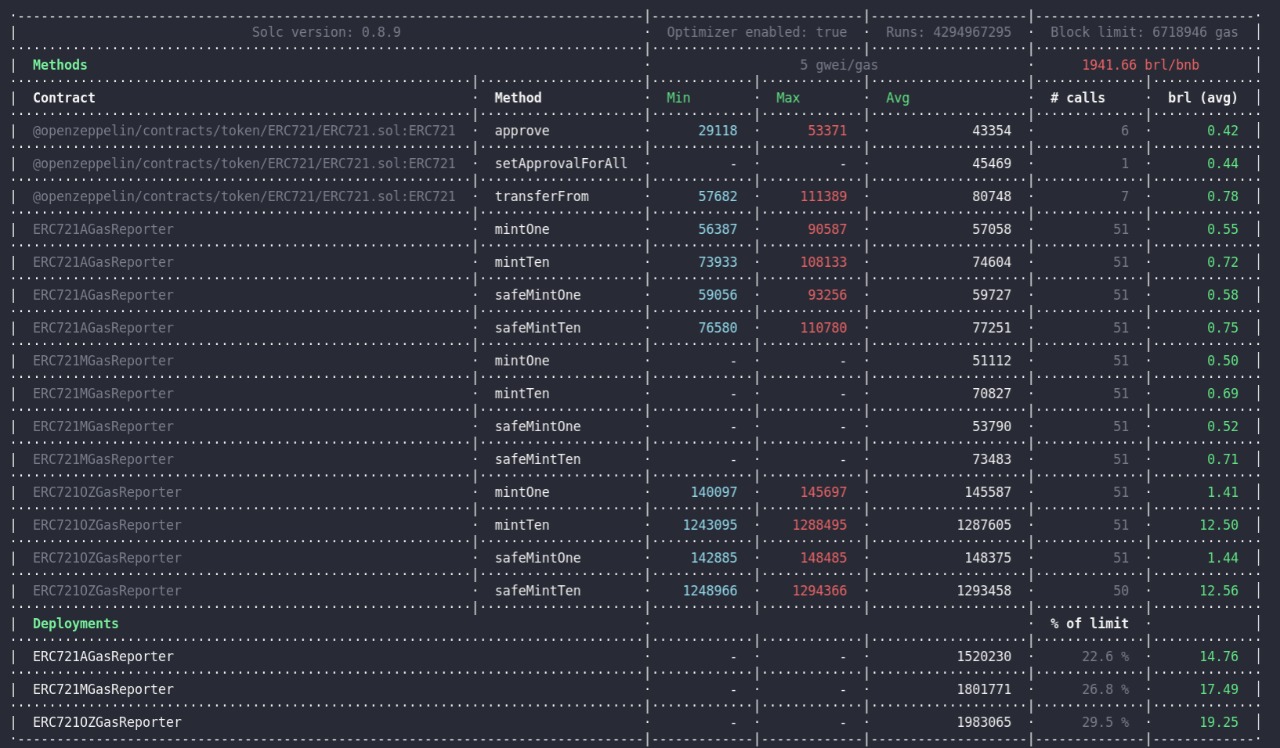 Solc version: 0.8.9 · Optimizer enabled: true · Runs: 4294967295 · Block limit: 6718946 gas
Methods · 5 gwei/gas · 1941.66 brl/bnb
Contract · Method · Min · Max · Avg · # calls · brl (avg)
@openzeppelin/contracts/token/ERC721/ERC721.sol:ERC721 · approve · 29118 · 53371 · 43354 · 6 · 0.42
@openzeppelin/contracts/token/ERC721/ERC721.sol:ERC721 · setApprovalForAll · - · - · 45469 · 1 · 0.44
@openzeppelin/contracts/token/ERC721/ERC721.sol:ERC721 · transferFrom · 57682 · 111389 · 80748 · 7 · 0.78
ERC721AGasReporter · mintOne · 56387 · 90587 · 57058 · 51 · 0.55
ERC721AGasReporter · mintTen · 73933 · 108133 · 74604 · 51 · 0.72
ERC721AGasReporter · safeMintOne · 59056 · 93256 · 59727 · 51 · 0.58
ERC721AGasReporter · safeMintTen · 76580 · 110780 · 77251 · 51 · 0.75
ERC721MGasReporter · mintOne · - · - · 51112 · 51 · 0.50
ERC721MGasReporter · mintTen · - · - · 70827 · 51 · 0.69
ERC721MGasReporter · safeMintOne · - · - · 53790 · 51 · 0.52
ERC721MGasReporter · safeMintTen · - · - · 73483 · 51 · 0.71
ERC721OZGasReporter · mintOne · 140097 · 145697 · 145587 · 51 · 1.41
ERC721OZGasReporter · mintTen · 1243095 · 1288495 · 1287605 · 51 · 12.50
ERC721OZGasReporter · safeMintOne · 142885 · 148485 · 148375 · 51 · 1.44
ERC721OZGasReporter · safeMintTen · 1248966 · 1294366 · 1293458 · 50 · 12.56
Deployments · % of limit ·
ERC721AGasReporter · - · - · 1520230 · 22.6 % · 14.76
ERC721MGasReporter · - · - · 1801771 · 26.8 % · 17.49
ERC721OZGasReporter · - · - · 1983065 · 29.5 % · 19.25